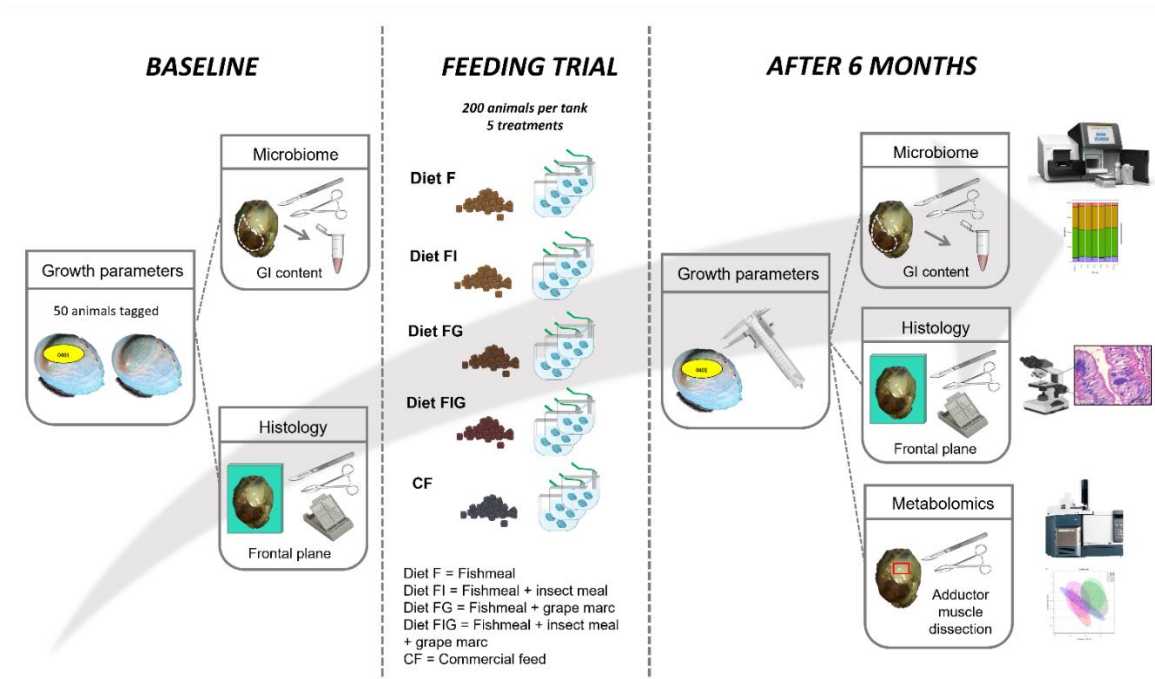 BASELINE
Growth parameters
50 animals tagged
0401
Microbiome
GI content
Histology
Frontal plane
FEEDING TRIAL
200 animals per tank
5 treatments
Diet F
Diet FI
Diet FG
Diet FIG
CF
Diet F = Fishmeal
Diet FI = Fishmeal + insect meal
Diet FG = Fishmeal + grape marc
Diet FIG = Fishmeal + insect meal
+ grape marc
CF = Commercial feed
AFTER 6 MONTHS
Growth parameters
0401
Microbiome
GI content
Histology
Frontal plane
Metabolomics
Adductor
muscle
dissection